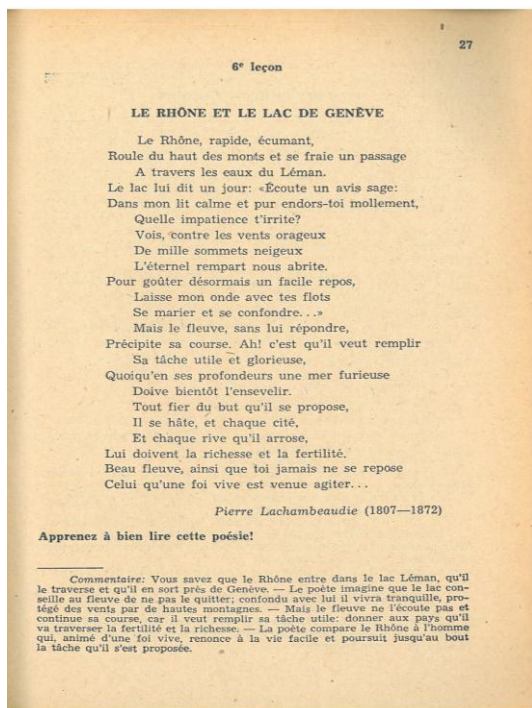 27
6e leçon
LE RHÔNE ET LE LAC DE GENÈVE
Le Rhône, rapide, écumant,
Roule du haut des monts et se fraie un passage
A travers les eaux du Léman.
Le lac lui dit un jour: «Écoute un avis sage:
Dans mon lit calme et pur endors-toi mollement,
Quelle impatience t'irrite?
Vois, contre les vents orageux
De mille sommets neigeux
L'éternel rempart nous abrite.
Pour goûter désormais un facile repos,
Laisse mon onde avec tes flots
Se marier et se confondre...»
Mais le fleuve, sans lui répondre,
Précipite sa course. Ah! c'est qu'il veut remplir
Sa tâche utile et glorieuse,
Quoiqu'en ses profondeurs une mer furieuse
Doive bientôt l'ensevelir.
Tout fier du but qu'il se propose,
Il se hâte, et chaque cité,
Et chaque rive qu'il arrose,
Lui doivent la richesse et la fertilité.
Beau fleuve, ainsi que toi jamais ne se repose
Celui qu'une foi vive est venue agiter...
Pierre Lachambeaudie (1807—1872)
Apprenez à bien lire cette poésie!
Commentaire: Vous savez que le Rhône entre dans le lac Léman, qu'il
le traverse et qu'il en sort près de Genève. — Le poète imagine que le lac con-
seille au fleuve de ne pas le quitter; confondu avec lui il vivra tranquille, pro-
tégé des vents par de hautes montagnes. — Mais le fleuve ne l'écoute pas et
continue sa course, car il veut remplir sa tâche utile: donner aux pays qu'il
va traverser la fertilité et la richesse. — La poète compare le Rhône à l'homme
qui, animé d'une foi vive, renonce à la vie facile et poursuit jusqu'au bout
la tâche qu'il s'est proposée.